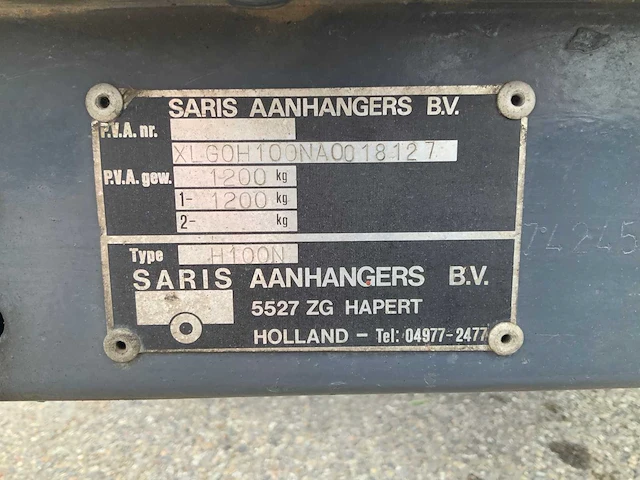 SARIS AANHANGERS B.V.
P.V.A. nr.
XLG0H100NA0018127
P.V.A. gew. 1200 kg
1- 1200 kg
2- kg
Type H100N
SARIS AANHANGERS B.V.
5527 ZG HAPERT
HOLLAND - Tel: 04977-2477